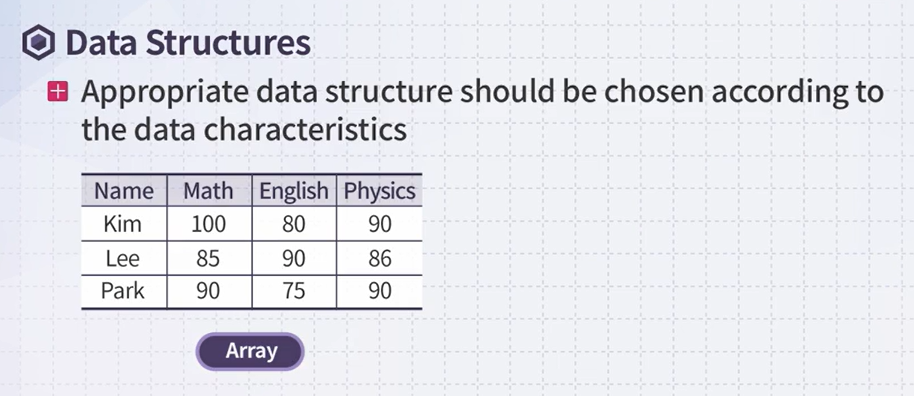 Data Structures
Appropriate data structure should be chosen according to
the data characteristics
Name Math English Physics
Kim 100 80 90
Lee 85 90 86
Park 90 75 90
Array